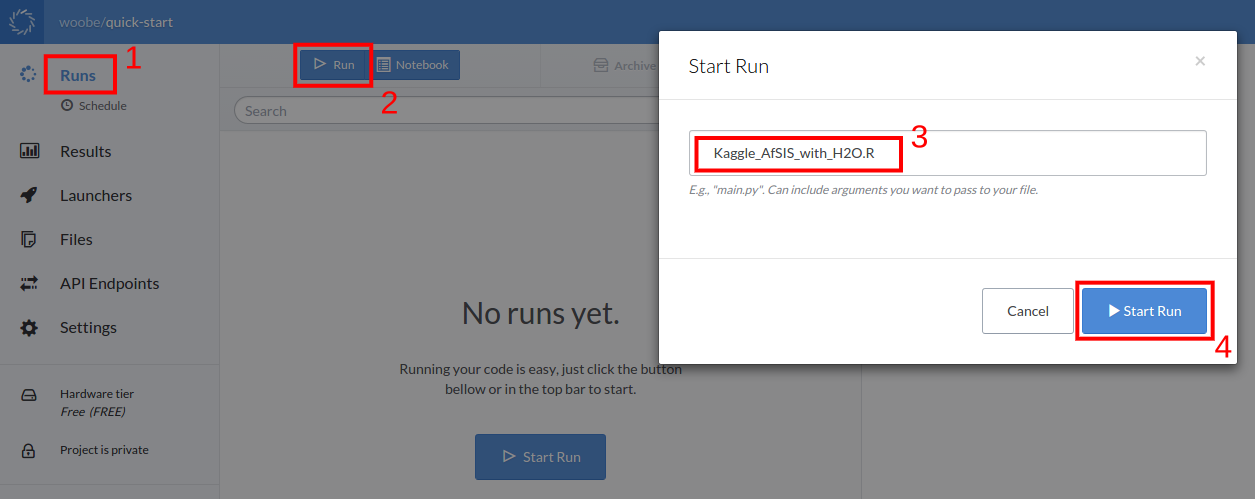 woobe/quick-start
1
Runs
Schedule
Results
Launchers
Files
API Endpoints
Settings
Hardware tier
Free (FREE)
Project is private
Run
Notebook
Archive
2
Search
No runs yet.
Running your code is easy, just click the button
bellow or in the top bar to start.
Start Run
Start Run
×
Kaggle_AfSIS_with_H2O.R
3
E.g., "main.py". Can include arguments you want to pass to your file.
Cancel
Start Run
4